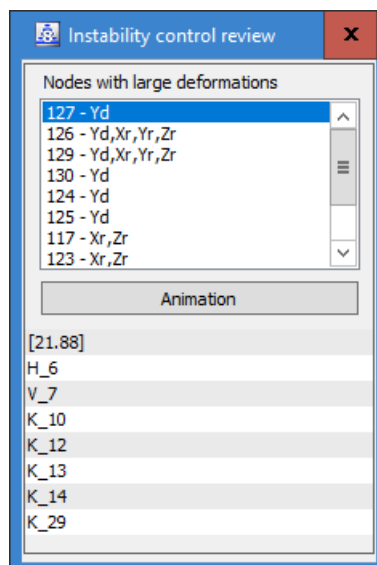 Instability control review
Nodes with large deformations
127 - Yd
126 - Yd,Xr,Yr,Zr
129 - Yd,Xr,Yr,Zr
130 - Yd
124 - Yd
125 - Yd
117 - Xr,Zr
123 - Xr,Zr
Animation
[21.88]
H_6
V_7
K_10
K_12
K_13
K_14
K_29